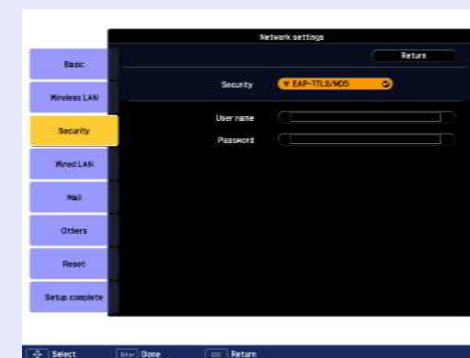 Network settings
Return
Basic
Wireless LAN
Security
Wired LAN
Mail
Others
Reset
Setup complete
Security EAP-TTLS/MD5
User name
Password
Select Enter Done ESC Return